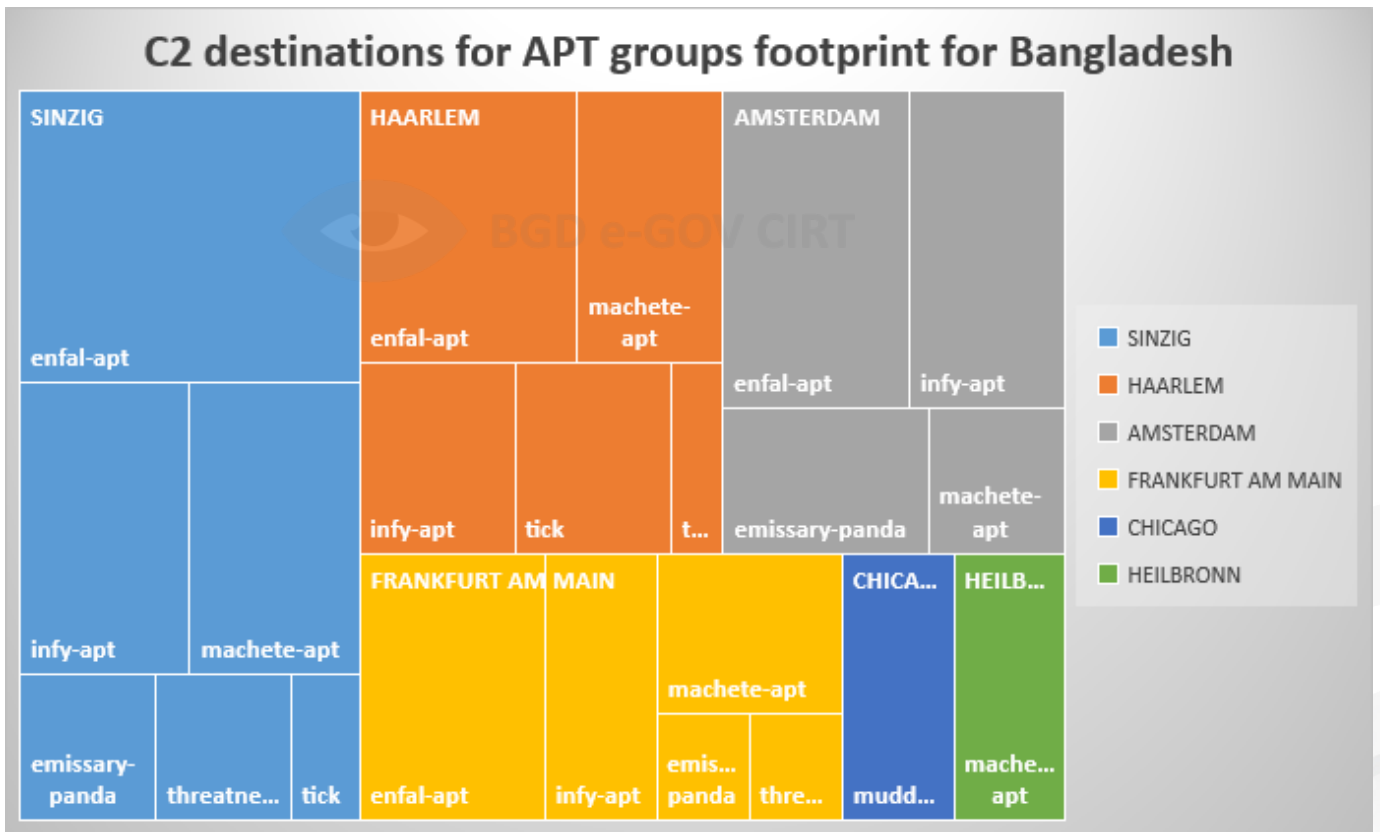 C2 destinations for APT groups footprint for Bangladesh
SINZIG
enfal-apt
infy-apt
machete-apt
emissary-
panda
threatne...
tick
HAARLEM
enfal-apt
machete-
apt
infy-apt
tick
t...
AMSTERDAM
enfal-apt
infy-apt
emissary-panda
machete-
apt
FRANKFURT AM MAIN
enfal-apt
infy-apt
machete-apt
emis...
panda
thre...
CHICA...
mudd...
HEILB...
mache...
apt
BGD e-GOV CIRT
SINZIG
HAARLEM
AMSTERDAM
FRANKFURT AM MAIN
CHICAGO
HEILBRONN